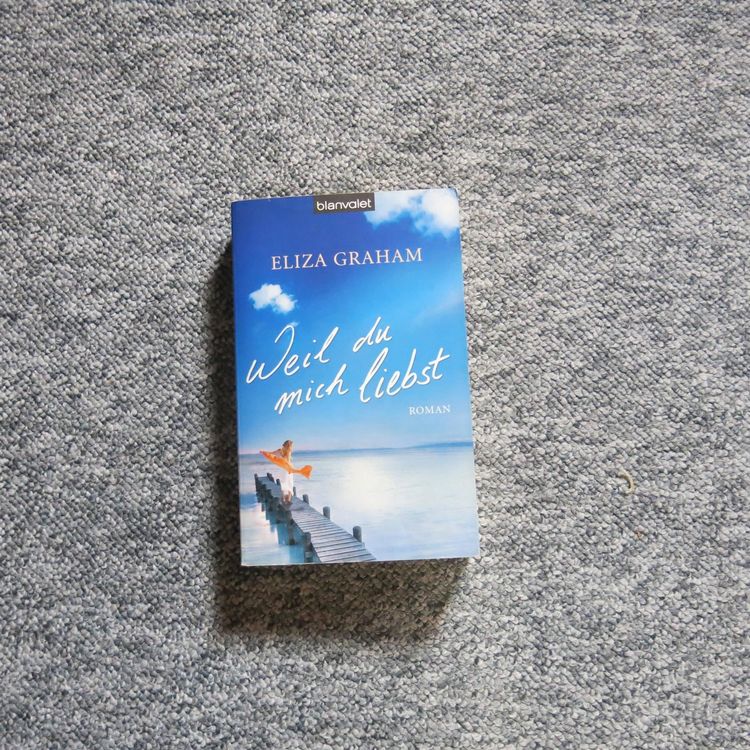 blanvalet
ELIZA GRAHAM
Weil du
mich liebst
ROMAN